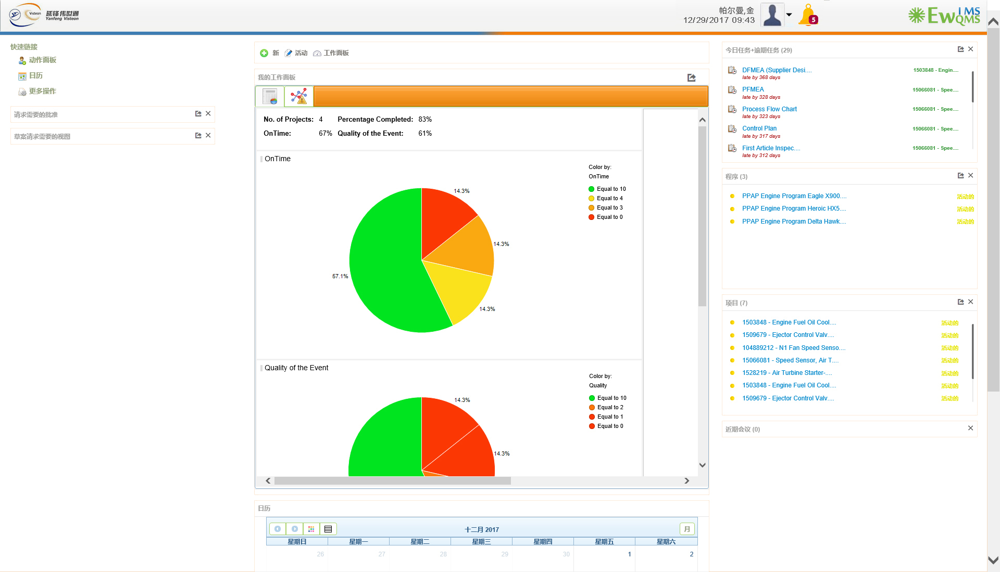 Visteon
延锋伟世通
Yanfeng Visteon
帕尔曼,金
12/29/2017 09:43
5
EwQMS
IMS
快速链接
动作面板
日历
更多操作
请求需要的批准
草案请求需要的视图
新 活动 工作面板
我的工作面板
No. of Projects: 4 Percentage Completed: 83%
OnTime: 67% Quality of the Event: 61%
OnTime
Color by:
OnTime
Equal to 10
Equal to 4
Equal to 3
Equal to 0
14.3%
14.3%
57.1%
14.3%
Quality of the Event
Color by:
Quality
Equal to 10
Equal to 2
Equal to 1
Equal to 0
14.3%
14.3%
日历
十二月 2017
月
星期日 星期一 星期二 星期三 星期四 星期五 星期六
26 27 28 29 30 1 2
今日任务+逾期任务 (29)
DFMEA (Supplier Desi.... 1503848 - Engin....
late by 368 days
PFMEA 15066081 - Spee....
late by 328 days
Process Flow Chart 15066081 - Spee....
late by 323 days
Control Plan 15066081 - Spee....
late by 317 days
First Article Inspec.... 15066081 - Spee....
late by 312 days
程序 (3)
PPAP Engine Program Eagle X900.... 活动的
PPAP Engine Program Heroic HX5.... 活动的
PPAP Engine Program Delta Hawk.... 活动的
项目 (7)
1503848 - Engine Fuel Oil Cool.... 活动的
1509679 - Ejector Control Valv.... 活动的
104889212 - N1 Fan Speed Senso.... 活动的
15066081 - Speed Sensor, Air T.... 活动的
1528219 - Air Turbine Starter-.... 活动的
1503848 - Engine Fuel Oil Cool.... 活动的
1509679 - Ejector Control Valv.... 活动的
近期会议 (0)